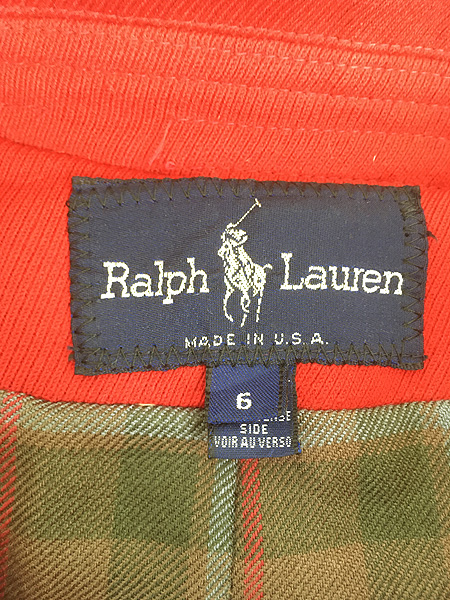 Ralph Lauren
MADE IN U.S.A.
6
SIDE
VOIR AU VERSO